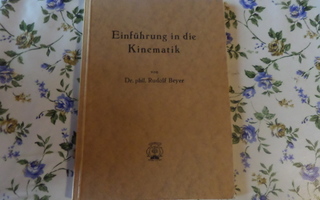 Einführung in die
Kinematik
von
Dr. phil. Rudolf Beyer